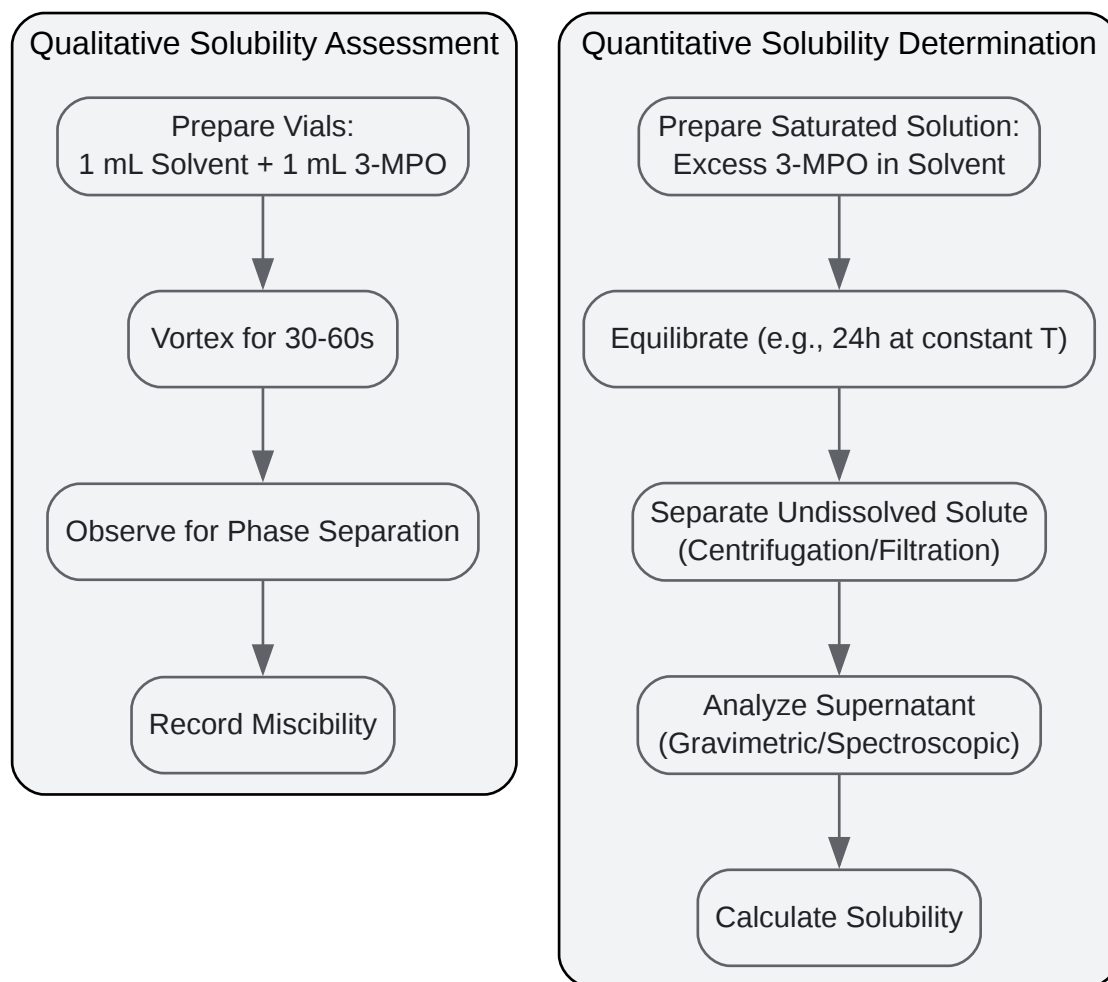 Qualitative Solubility Assessment
Prepare Vials:
1 mL Solvent + 1 mL 3-MPO
Vortex for 30-60s
Observe for Phase Separation
Record Miscibility
Quantitative Solubility Determination
Prepare Saturated Solution:
Excess 3-MPO in Solvent
Equilibrate (e.g., 24h at constant T)
Separate Undissolved Solute
(Centrifugation/Filtration)
Analyze Supernatant
(Gravimetric/Spectroscopic)
Calculate Solubility